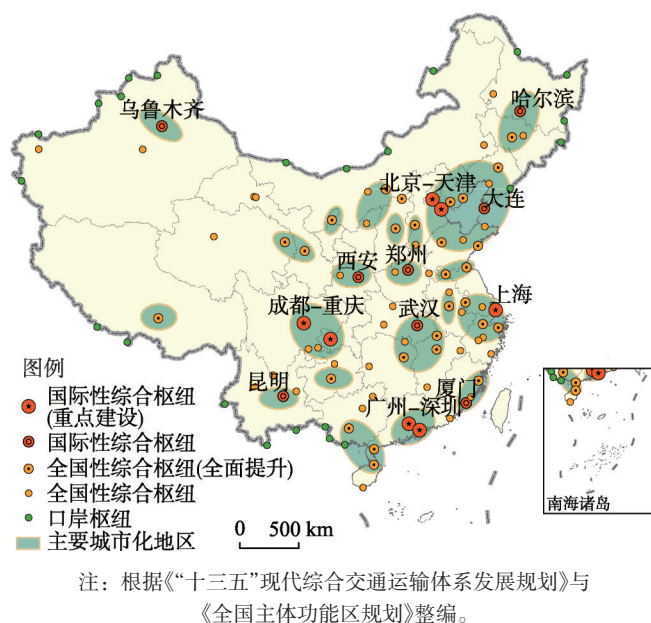 乌鲁木齐
哈尔滨
北京-天津
大连
西安
郑州
上海
成都-重庆
武汉
昆明
厦门
广州-深圳
图例
国际性综合枢纽
(重点建设)
国际性综合枢纽
全国性综合枢纽(全面提升)
全国性综合枢纽
口岸枢纽
主要城市化地区
0 500 km
南海诸岛
注：根据《“十三五”现代综合交通运输体系发展规划》与
《全国主体功能区规划》整编。